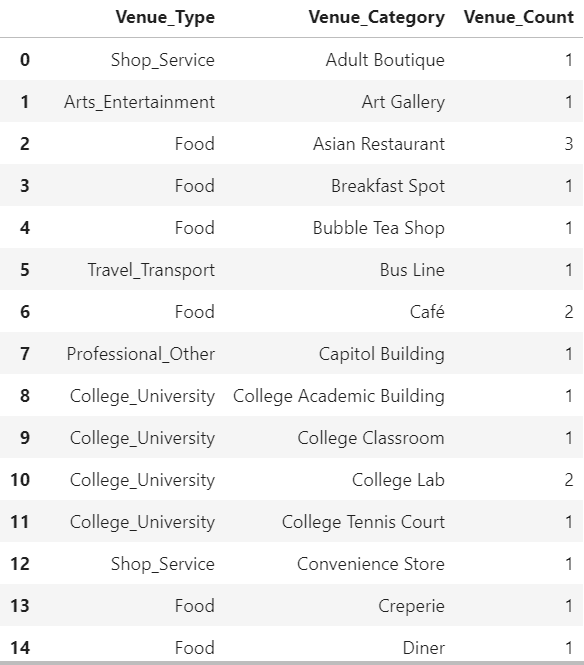 Venue_Type Venue_Category Venue_Count
0 Shop_Service Adult Boutique 1
1 Arts_Entertainment Art Gallery 1
2 Food Asian Restaurant 3
3 Food Breakfast Spot 1
4 Food Bubble Tea Shop 1
5 Travel_Transport Bus Line 1
6 Food Café 2
7 Professional_Other Capitol Building 1
8 College_University College Academic Building 1
9 College_University College Classroom 1
10 College_University College Lab 2
11 College_University College Tennis Court 1
12 Shop_Service Convenience Store 1
13 Food Creperie 1
14 Food Diner 1